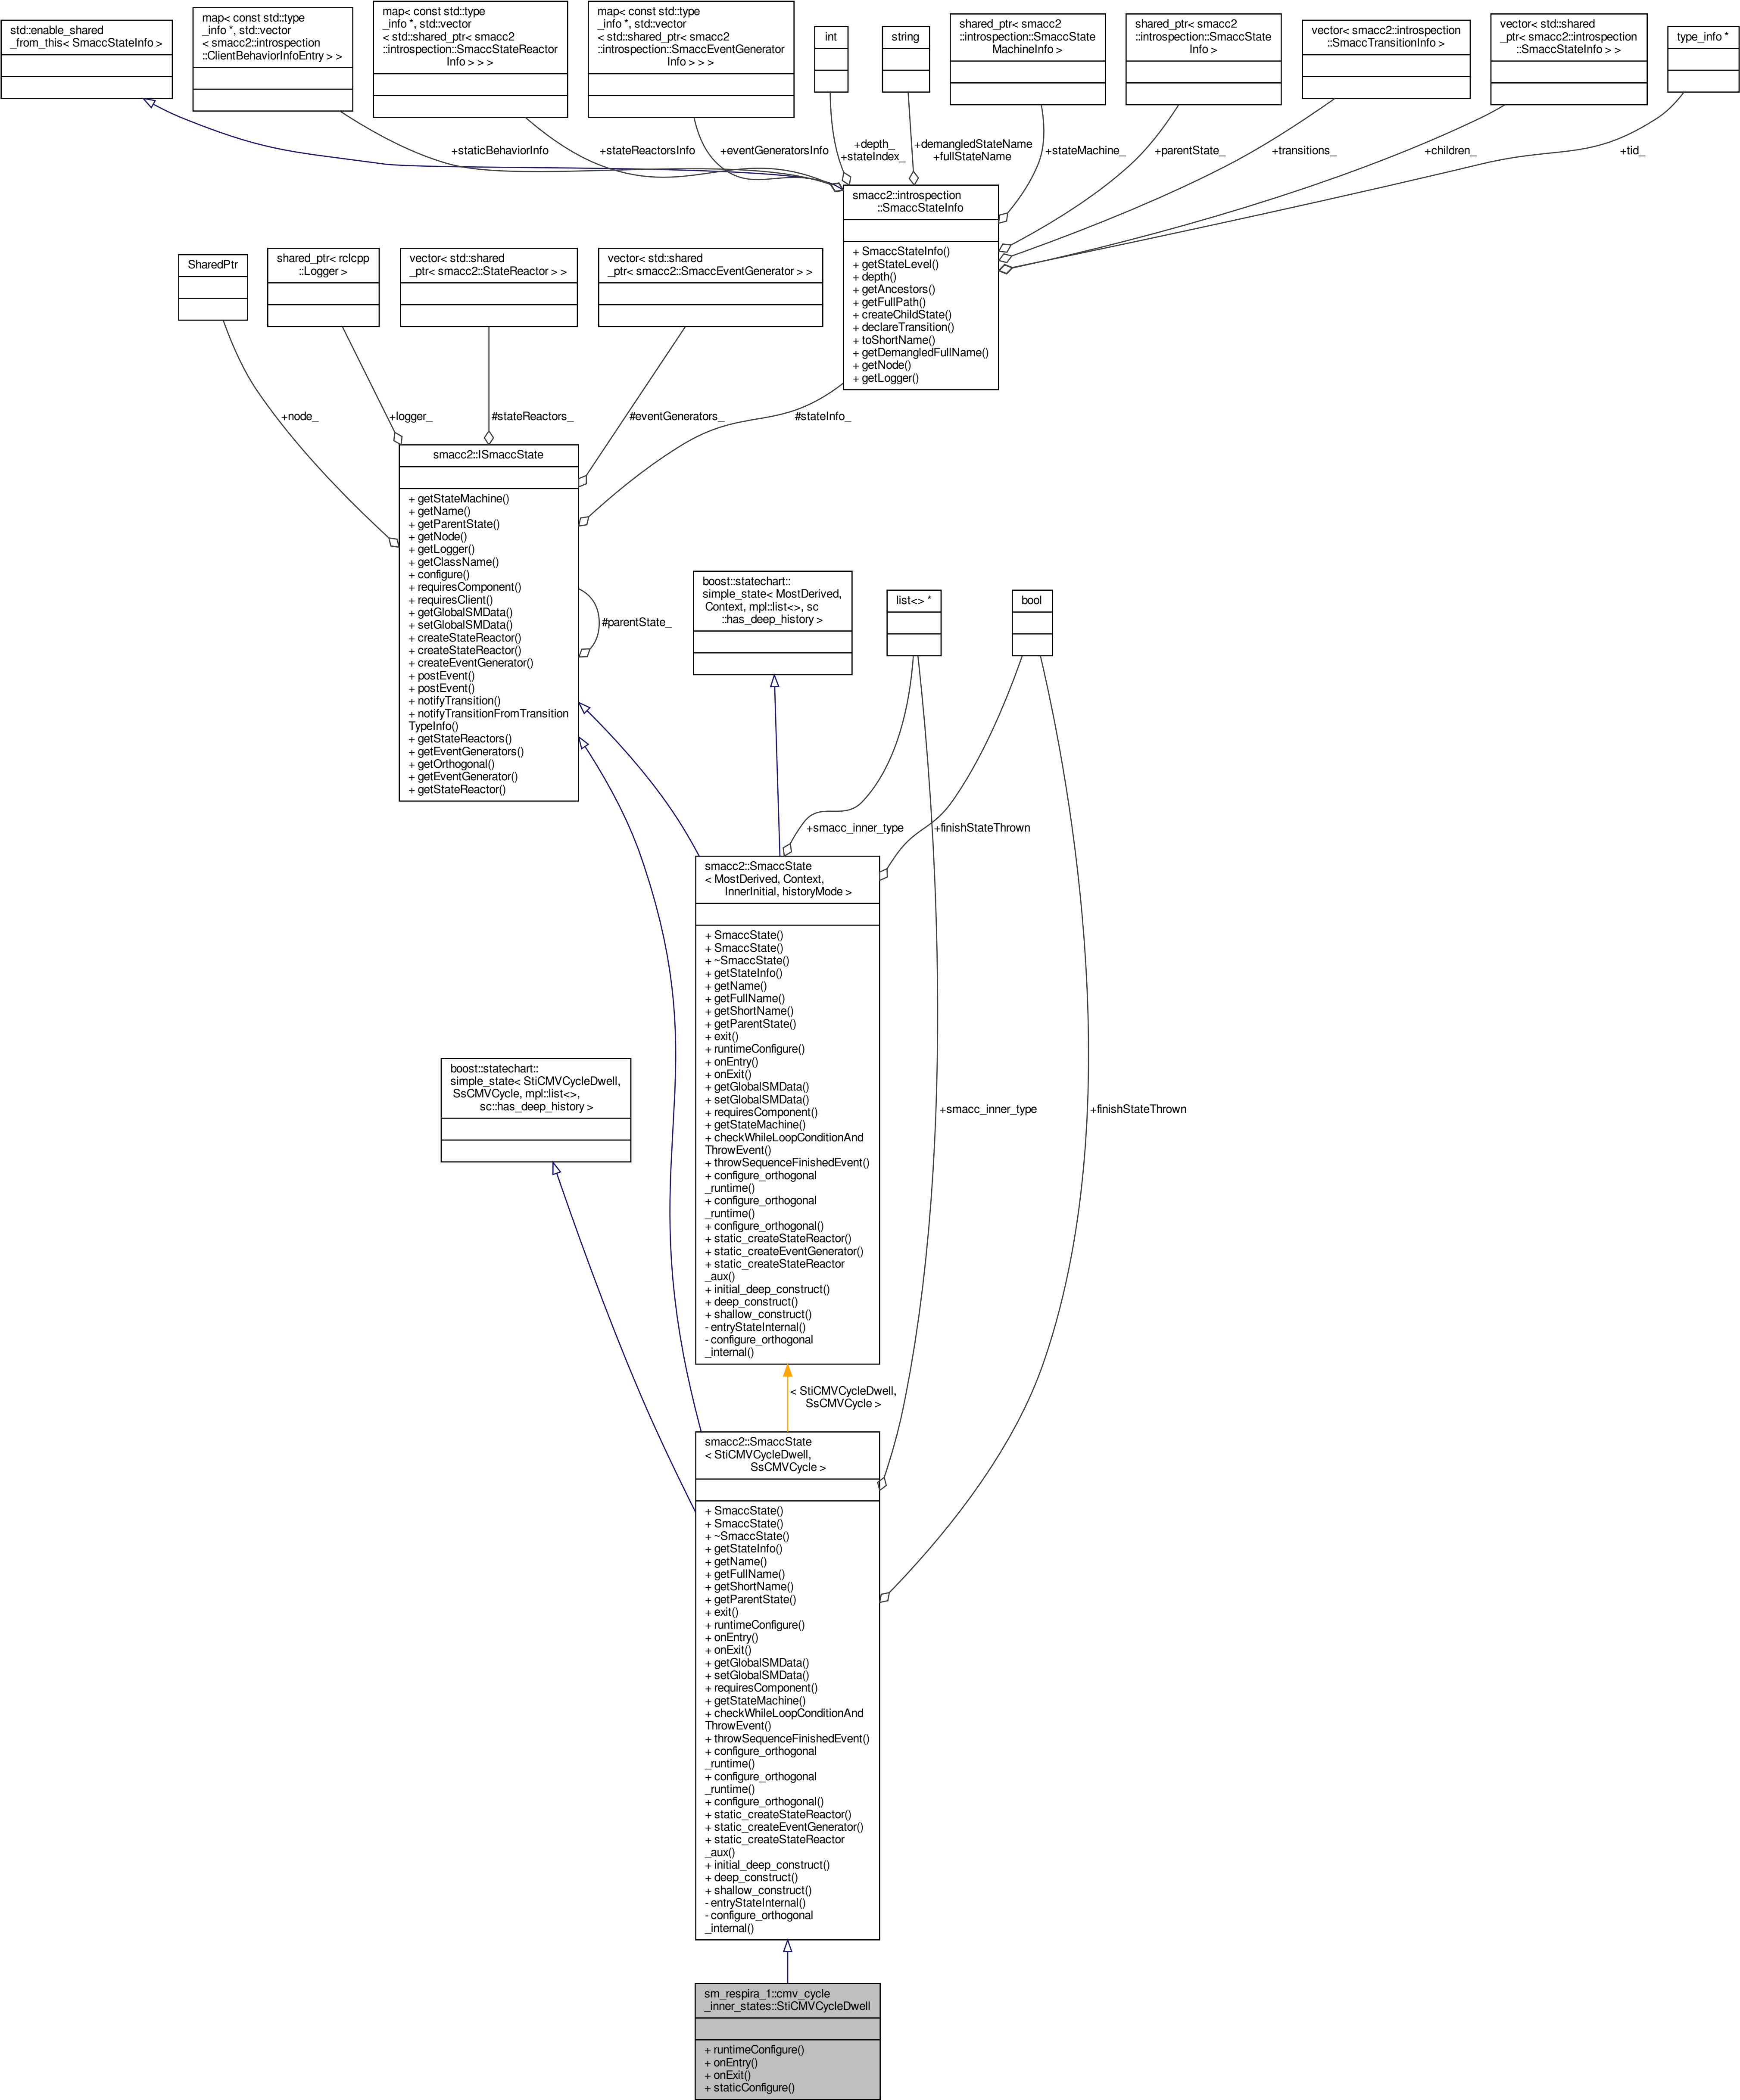 std::enable_shared
_from_this< SmaccStateInfo >
map< const std::type
_info *, std::vector
< smacc2::introspection
::ClientBehaviorInfoEntry > >
map< const std::type
_info *, std::vector
< std::shared_ptr< smacc2
::introspection::SmaccStateReactor
Info > > >
map< const std::type
_info *, std::vector
< std::shared_ptr< smacc2
::introspection::SmaccEventGenerator
Info > > >
int
string
shared_ptr< smacc2
::introspection::SmaccState
MachineInfo >
shared_ptr< smacc2
::introspection::SmaccState
Info >
vector< smacc2::introspection
::SmaccTransitionInfo >
vector< std::shared
_ptr< smacc2::introspection
::SmaccStateInfo > >
type_info *
+staticBehaviorInfo
+stateReactorsInfo
+eventGeneratorsInfo
+depth_
+stateIndex_
+demangledStateName
+fullStateName
+stateMachine_
+parentState_
+transitions_
+children_
+tid_
smacc2::introspection
::SmaccStateInfo
+ SmaccStateInfo()
+ getStateLevel()
+ depth()
+ getAncestors()
+ getFullPath()
+ createChildState()
+ declareTransition()
+ toShortName()
+ getDemangledFullName()
+ getNode()
+ getLogger()
SharedPtr
shared_ptr< rclcpp
::Logger >
vector< std::shared
_ptr< smacc2::StateReactor > >
vector< std::shared
_ptr< smacc2::SmaccEventGenerator > >
+node_
+logger_
#stateReactors_
#eventGenerators_
#stateInfo_
smacc2::ISmaccState
+ getStateMachine()
+ getName()
+ getParentState()
+ getNode()
+ getLogger()
+ getClassName()
+ configure()
+ requiresComponent()
+ requiresClient()
+ getGlobalSMData()
+ setGlobalSMData()
+ createStateReactor()
+ createStateReactor()
+ createEventGenerator()
+ postEvent()
+ postEvent()
+ notifyTransition()
+ notifyTransitionFromTransition
TypeInfo()
+ getStateReactors()
+ getEventGenerators()
+ getOrthogonal()
+ getEventGenerator()
+ getStateReactor()
#parentState_
boost::statechart::
simple_state< MostDerived,
Context, mpl::list<>, sc
::has_deep_history >
list<> *
bool
+smacc_inner_type
+finishStateThrown
smacc2::SmaccState
< MostDerived, Context,
InnerInitial, historyMode >
+ SmaccState()
+ SmaccState()
+ ~SmaccState()
+ getStateInfo()
+ getName()
+ getFullName()
+ getShortName()
+ getParentState()
+ exit()
+ runtimeConfigure()
+ onEntry()
+ onExit()
+ getGlobalSMData()
+ setGlobalSMData()
+ requiresComponent()
+ getStateMachine()
+ checkWhileLoopConditionAnd
ThrowEvent()
+ throwSequenceFinishedEvent()
+ configure_orthogonal
_runtime()
+ configure_orthogonal
_runtime()
+ configure_orthogonal()
+ static_createStateReactor()
+ static_createEventGenerator()
+ static_createStateReactor
_aux()
+ initial_deep_construct()
+ deep_construct()
+ shallow_construct()
- entryStateInternal()
- configure_orthogonal
_internal()
boost::statechart::
simple_state< StiCMVCycleDwell,
SsCMVCycle, mpl::list<>,
sc::has_deep_history >
+smacc_inner_type
+finishStateThrown
< StiCMVCycleDwell,
SsCMVCycle >
smacc2::SmaccState
< StiCMVCycleDwell,
SsCMVCycle >
+ SmaccState()
+ SmaccState()
+ ~SmaccState()
+ getStateInfo()
+ getName()
+ getFullName()
+ getShortName()
+ getParentState()
+ exit()
+ runtimeConfigure()
+ onEntry()
+ onExit()
+ getGlobalSMData()
+ setGlobalSMData()
+ requiresComponent()
+ getStateMachine()
+ checkWhileLoopConditionAnd
ThrowEvent()
+ throwSequenceFinishedEvent()
+ configure_orthogonal
_runtime()
+ configure_orthogonal
_runtime()
+ configure_orthogonal()
+ static_createStateReactor()
+ static_createEventGenerator()
+ static_createStateReactor
_aux()
+ initial_deep_construct()
+ deep_construct()
+ shallow_construct()
- entryStateInternal()
- configure_orthogonal
_internal()
sm_respira_1::cmv_cycle
_inner_states::StiCMVCycleDwell
+ runtimeConfigure()
+ onEntry()
+ onExit()
+ staticConfigure()